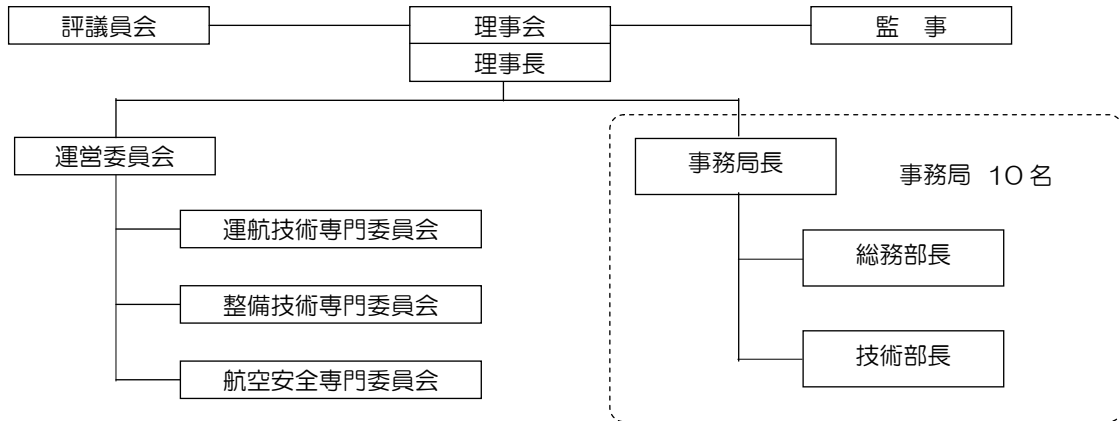 評議員会
理事会
監　事
理事長
運営委員会
事務局長
事務局 10名
運航技術専門委員会
総務部長
整備技術専門委員会
技術部長
航空安全専門委員会